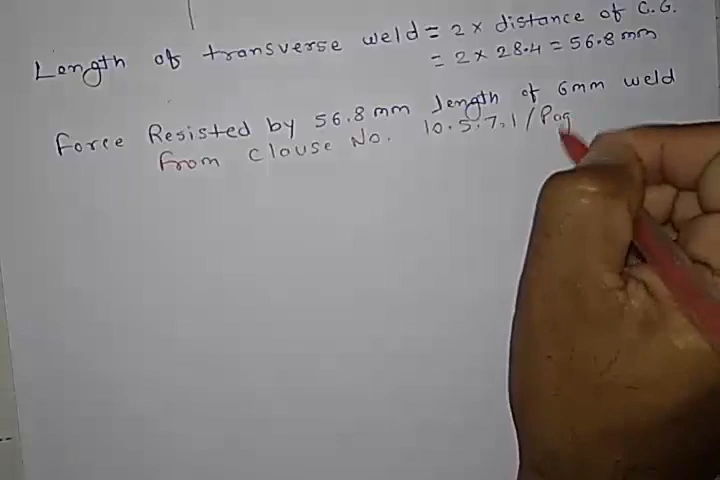 Length of transverse weld = 2 x distance of C.G.
= 2 x 28.4 = 56.8 mm
Force Resisted by 56.8 mm length of 6mm weld
From clouse No. 10.5.7.1 / Pag